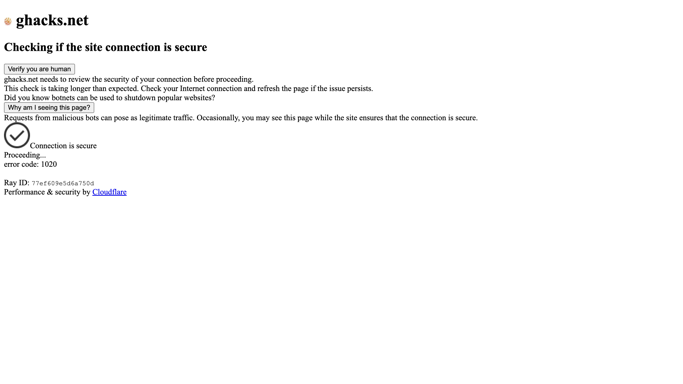 ghacks.net
Checking if the site connection is secure
Verify you are human
ghacks.net needs to review the security of your connection before proceeding.
This check is taking longer than expected. Check your Internet connection and refresh the page if the issue persists.
Did you know botnets can be used to shutdown popular websites?
Why am I seeing this page?
Requests from malicious bots can pose as legitimate traffic. Occasionally, you may see this page while the site ensures that the connection is secure.
Connection is secure
Proceeding...
error code: 1020
Ray ID: 77ef609e5d6a750d
Performance & security by Cloudflare